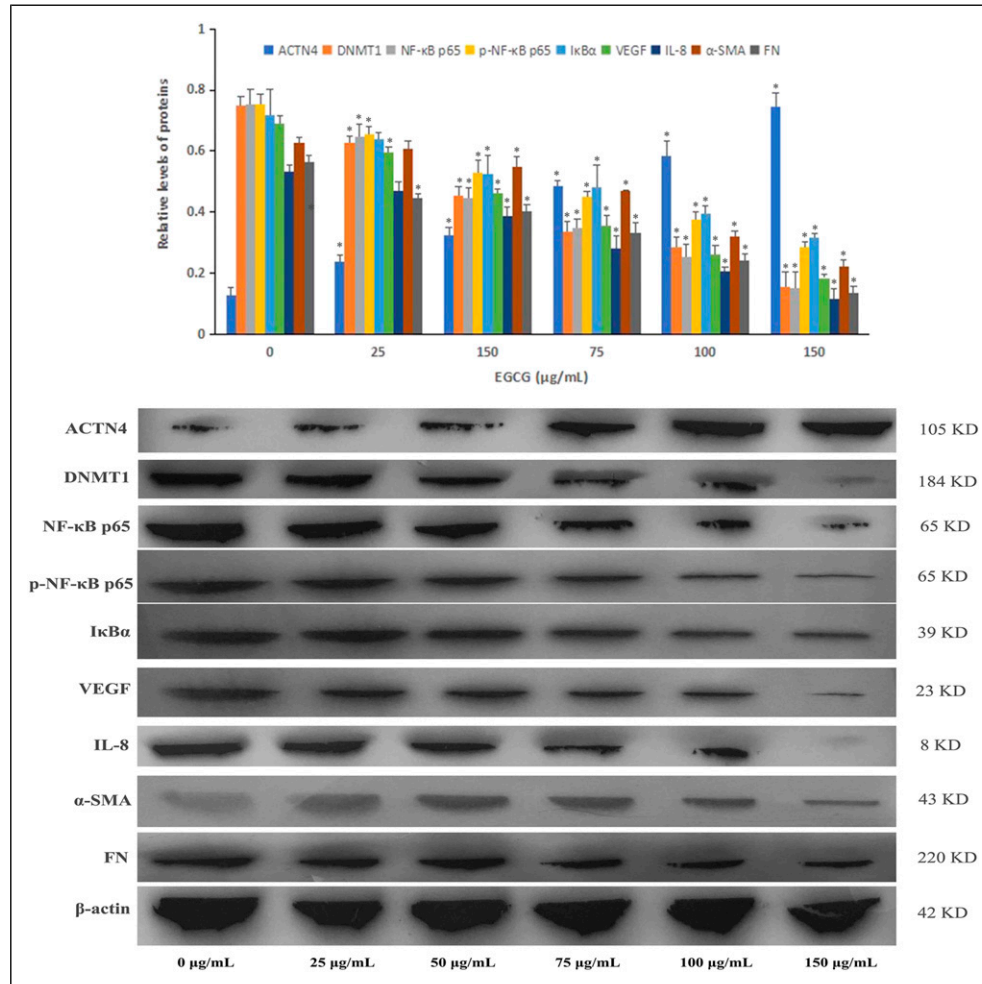 1
ACTN4 DNMT1 NF-κB p65 p-NF-κB p65 IκBα VEGF IL-8 α-SMA FN
0.8
0.6
0.4
0.2
0
Relative levels of proteins
* * * * * * * * * * * * * * * * * * * * * * * * * * * * * * * * * * * * * * * * * *
0 25 150 75 100 150
EGCG (µg/mL)
ACTN4 105 KD
DNMT1 184 KD
NF-κB p65 65 KD
p-NF-κB p65 65 KD
IκBα 39 KD
VEGF 23 KD
IL-8 8 KD
α-SMA 43 KD
FN 220 KD
β-actin 42 KD
0 µg/mL 25 µg/mL 50 µg/mL 75 µg/mL 100 µg/mL 150 µg/mL